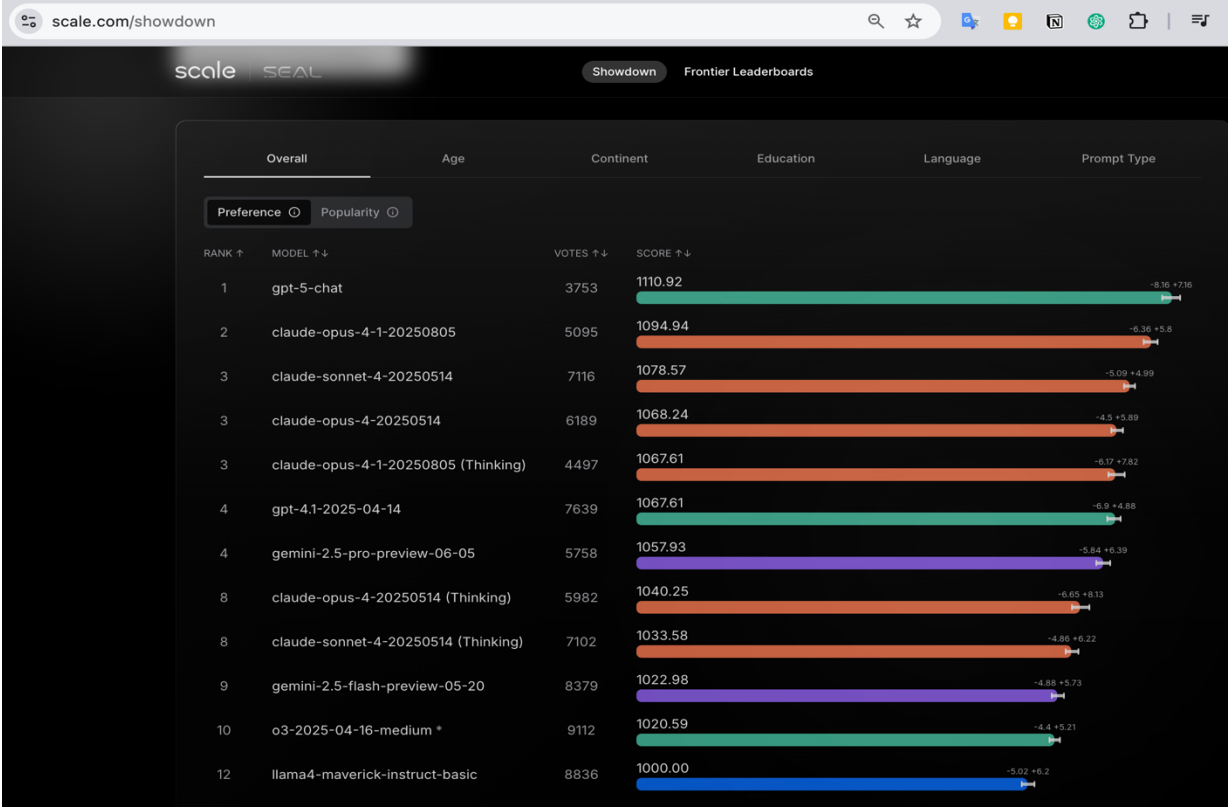 scale.com/showdown
scale SEAL Showdown Frontier Leaderboards
Overall Age Continent Education Language Prompt Type
Preference Popularity
RANK ↑ MODEL ↑↓ VOTES ↑↓ SCORE ↑↓
1 gpt-5-chat 3753 1110.92 -8.16 +7.16
2 claude-opus-4-1-20250805 5095 1094.94 -6.36 +5.8
3 claude-sonnet-4-20250514 7116 1078.57 -5.09 +4.99
3 claude-opus-4-20250514 6189 1068.24 -4.5 +5.89
3 claude-opus-4-1-20250805 (Thinking) 4497 1067.61 -6.17 +7.82
4 gpt-4.1-2025-04-14 7639 1067.61 -6.9 +4.88
4 gemini-2.5-pro-preview-06-05 5758 1057.93 -5.84 +6.39
8 claude-opus-4-20250514 (Thinking) 5982 1040.25 -6.65 +8.13
8 claude-sonnet-4-20250514 (Thinking) 7102 1033.58 -4.86 +6.22
9 gemini-2.5-flash-preview-05-20 8379 1022.98 -4.88 +5.73
10 o3-2025-04-16-medium * 9112 1020.59 -4.4 +5.21
12 llama4-maverick-instruct-basic 8836 1000.00 -5.02 +6.2